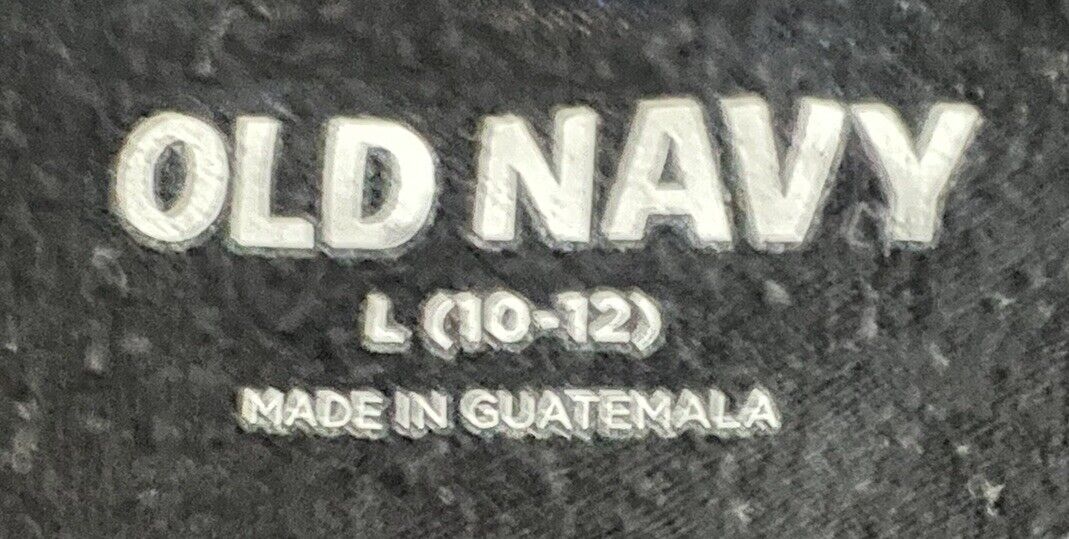 OLD NAVY
L (10-12)
MADE IN GUATEMALA